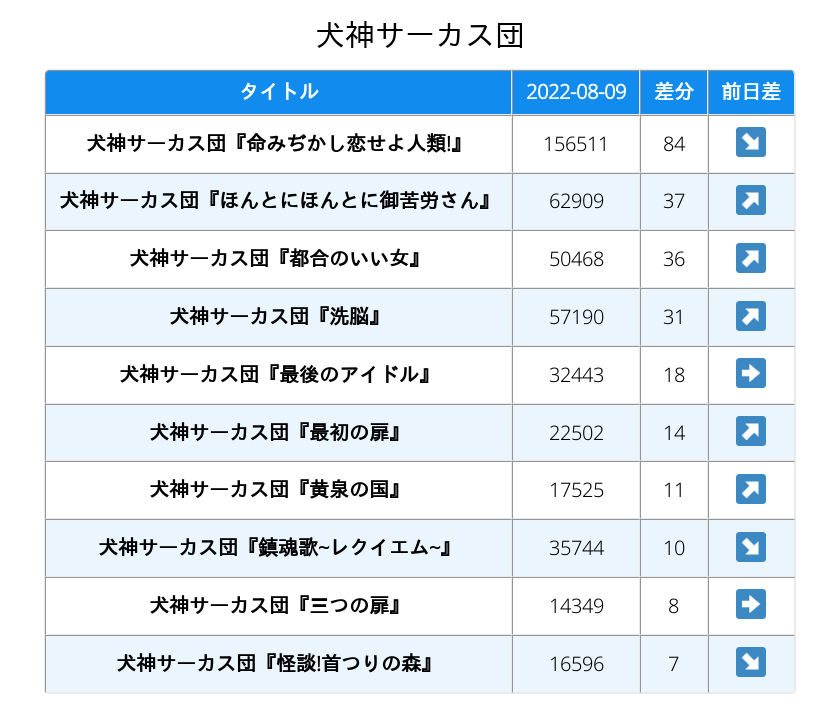 犬神サーカス団
タイトル 2022-08-09 差分 前日差
犬神サーカス団『命みぢかし恋せよ人類!』 156511 84 ↘
犬神サーカス団『ほんとにほんとに御苦労さん』 62909 37 ↗
犬神サーカス団『都合のいい女』 50468 36 ↗
犬神サーカス団『洗脳』 57190 31 ↗
犬神サーカス団『最後のアイドル』 32443 18 ➡
犬神サーカス団『最初の扉』 22502 14 ↗
犬神サーカス団『黄泉の国』 17525 11 ↗
犬神サーカス団『鎮魂歌~レクイエム~』 35744 10 ↘
犬神サーカス団『三つの扉』 14349 8 ➡
犬神サーカス団『怪談!首つりの森』 16596 7 ↘